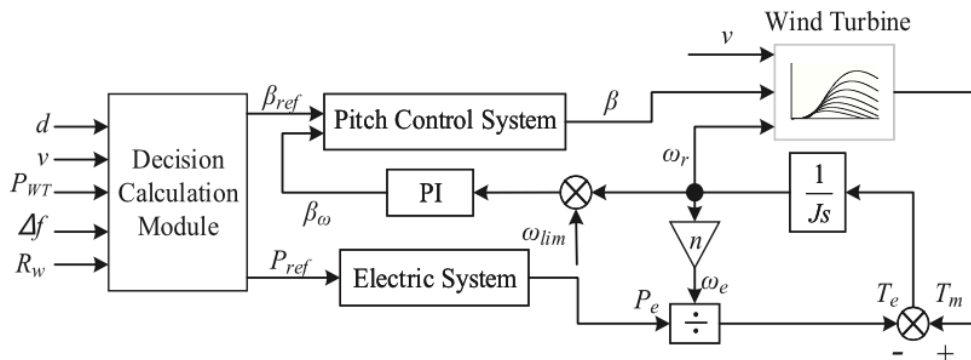 Wind Turbine
v
β_ref
Pitch Control System
β
d
v
P_WT
Δf
R_w
Decision
Calculation
Module
ω_r
PI
β_ω
ω_lim
1
Js
n
P_ref
Electric System
ω_e
P_e
÷
T_e
T_m
- +